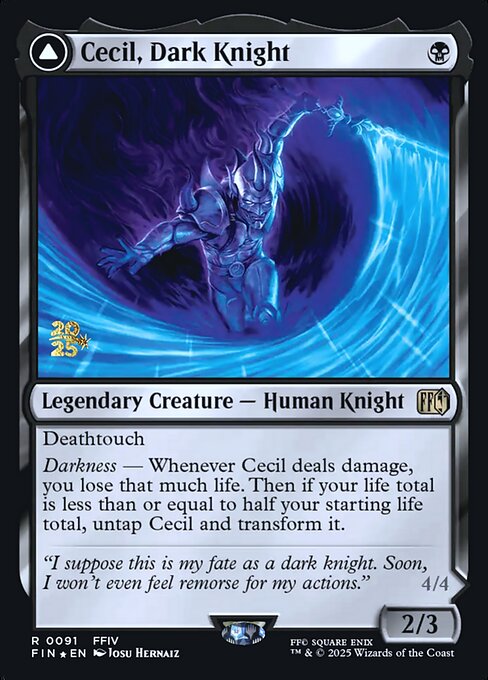 Cecil, Dark Knight
2025
Legendary Creature — Human Knight
FF
Deathtouch
Darkness — Whenever Cecil deals damage,
you lose that much life. Then if your life total
is less than or equal to half your starting life
total, untap Cecil and transform it.
“I suppose this is my fate as a dark knight. Soon,
I won’t even feel remorse for my actions.”
4/4
2/3
R 0091 FFIV
FIN ★ EN Josu Hernaiz
FF© SQUARE ENIX
™ & © 2025 Wizards of the Coast